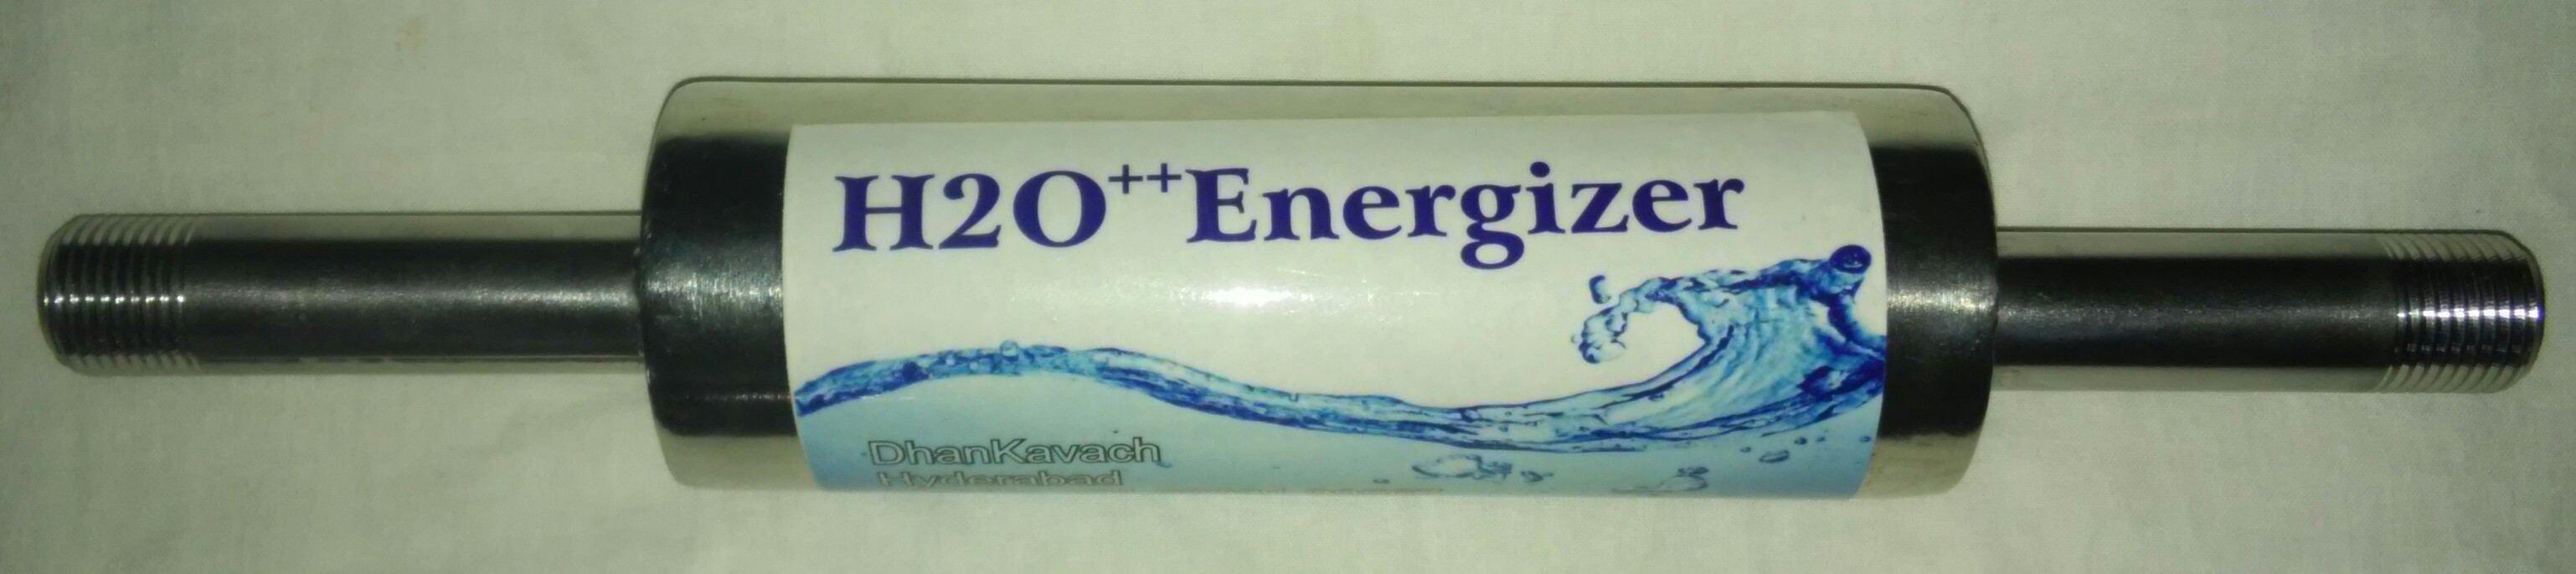 H2O++Energizer
DhanKavach
Hyderabad